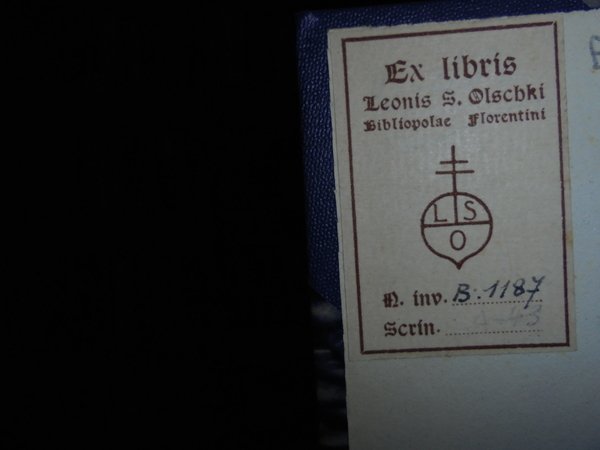 Ex libris
Leonis S. Olschki
Bibliopolae Florentini
L S
O
N. inv. B. 1187
Scrin.